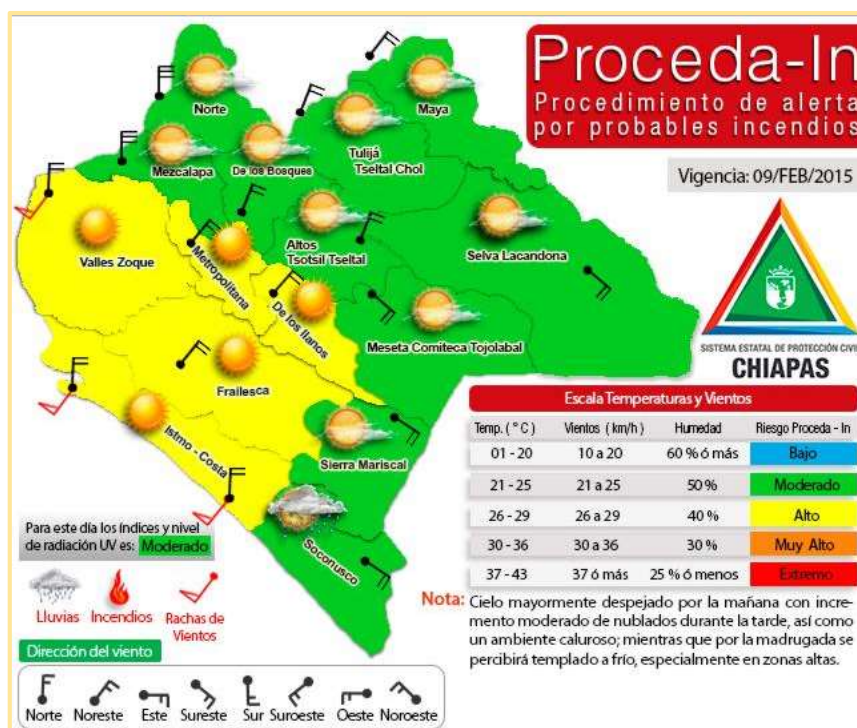 Proceda-In
Procedimiento de alerta
por probables incendios
Vigencia: 09/FEB/2015
Norte
Maya
Mezcalapa
De los Bosques
Tulijá
Tseltal Chol
Valles Zoque
Metropolitana
Altos
Tsotsil Tseltal
Selva Lacandona
De los llanos
Meseta Comiteca Tojolabal
Frailesca
Istmo - Costa
Sierra Mariscal
Soconusco
SISTEMA ESTATAL DE PROTECCIÓN CIVIL
CHIAPAS
Escala Temperaturas y Vientos
Temp. ( ° C ) Vientos ( km/h ) Humedad Riesgo Proceda - In
01 - 20 10 a 20 60 % ó más Bajo
21 - 25 21 a 25 50 % Moderado
26 - 29 26 a 29 40 % Alto
30 - 36 30 a 36 30 % Muy Alto
37 - 43 37 ó más 25 % ó menos Extremo
Nota: Cielo mayormente despejado por la mañana con incre-
mento moderado de nublados durante la tarde, así como
un ambiente caluroso; mientras que por la madrugada se
percibirá templado a frío, especialmente en zonas altas.
Para este día los índices y nivel
de radiación UV es: Moderado
Lluvias Incendios Rachas de
Vientos
Dirección del viento
Norte Noreste Este Sureste Sur Suroeste Oeste Noroeste